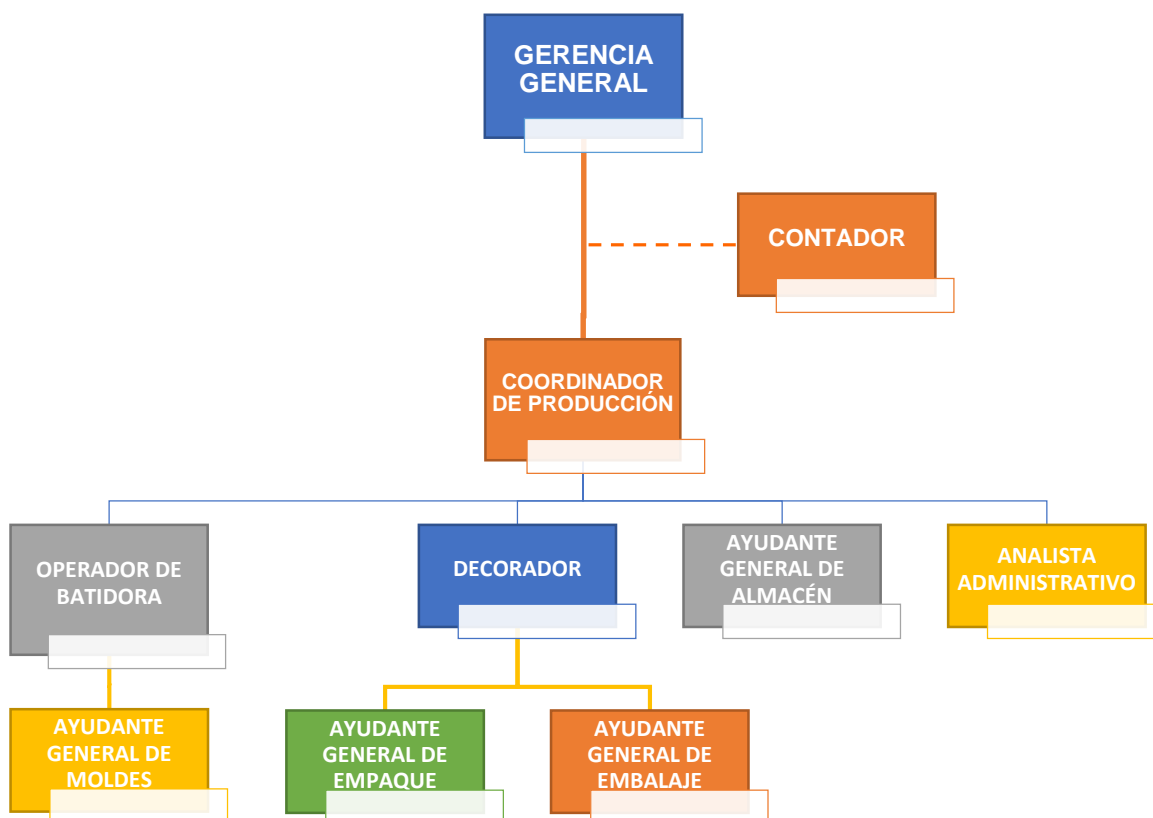 GERENCIA
GENERAL
CONTADOR
COORDINADOR
DE PRODUCCIÓN
OPERADOR DE
BATIDORA
DECORADOR
AYUDANTE
GENERAL DE
ALMACÉN
ANALISTA
ADMINISTRATIVO
AYUDANTE
GENERAL DE
MOLDES
AYUDANTE
GENERAL DE
EMPAQUE
AYUDANTE
GENERAL DE
EMBALAJE